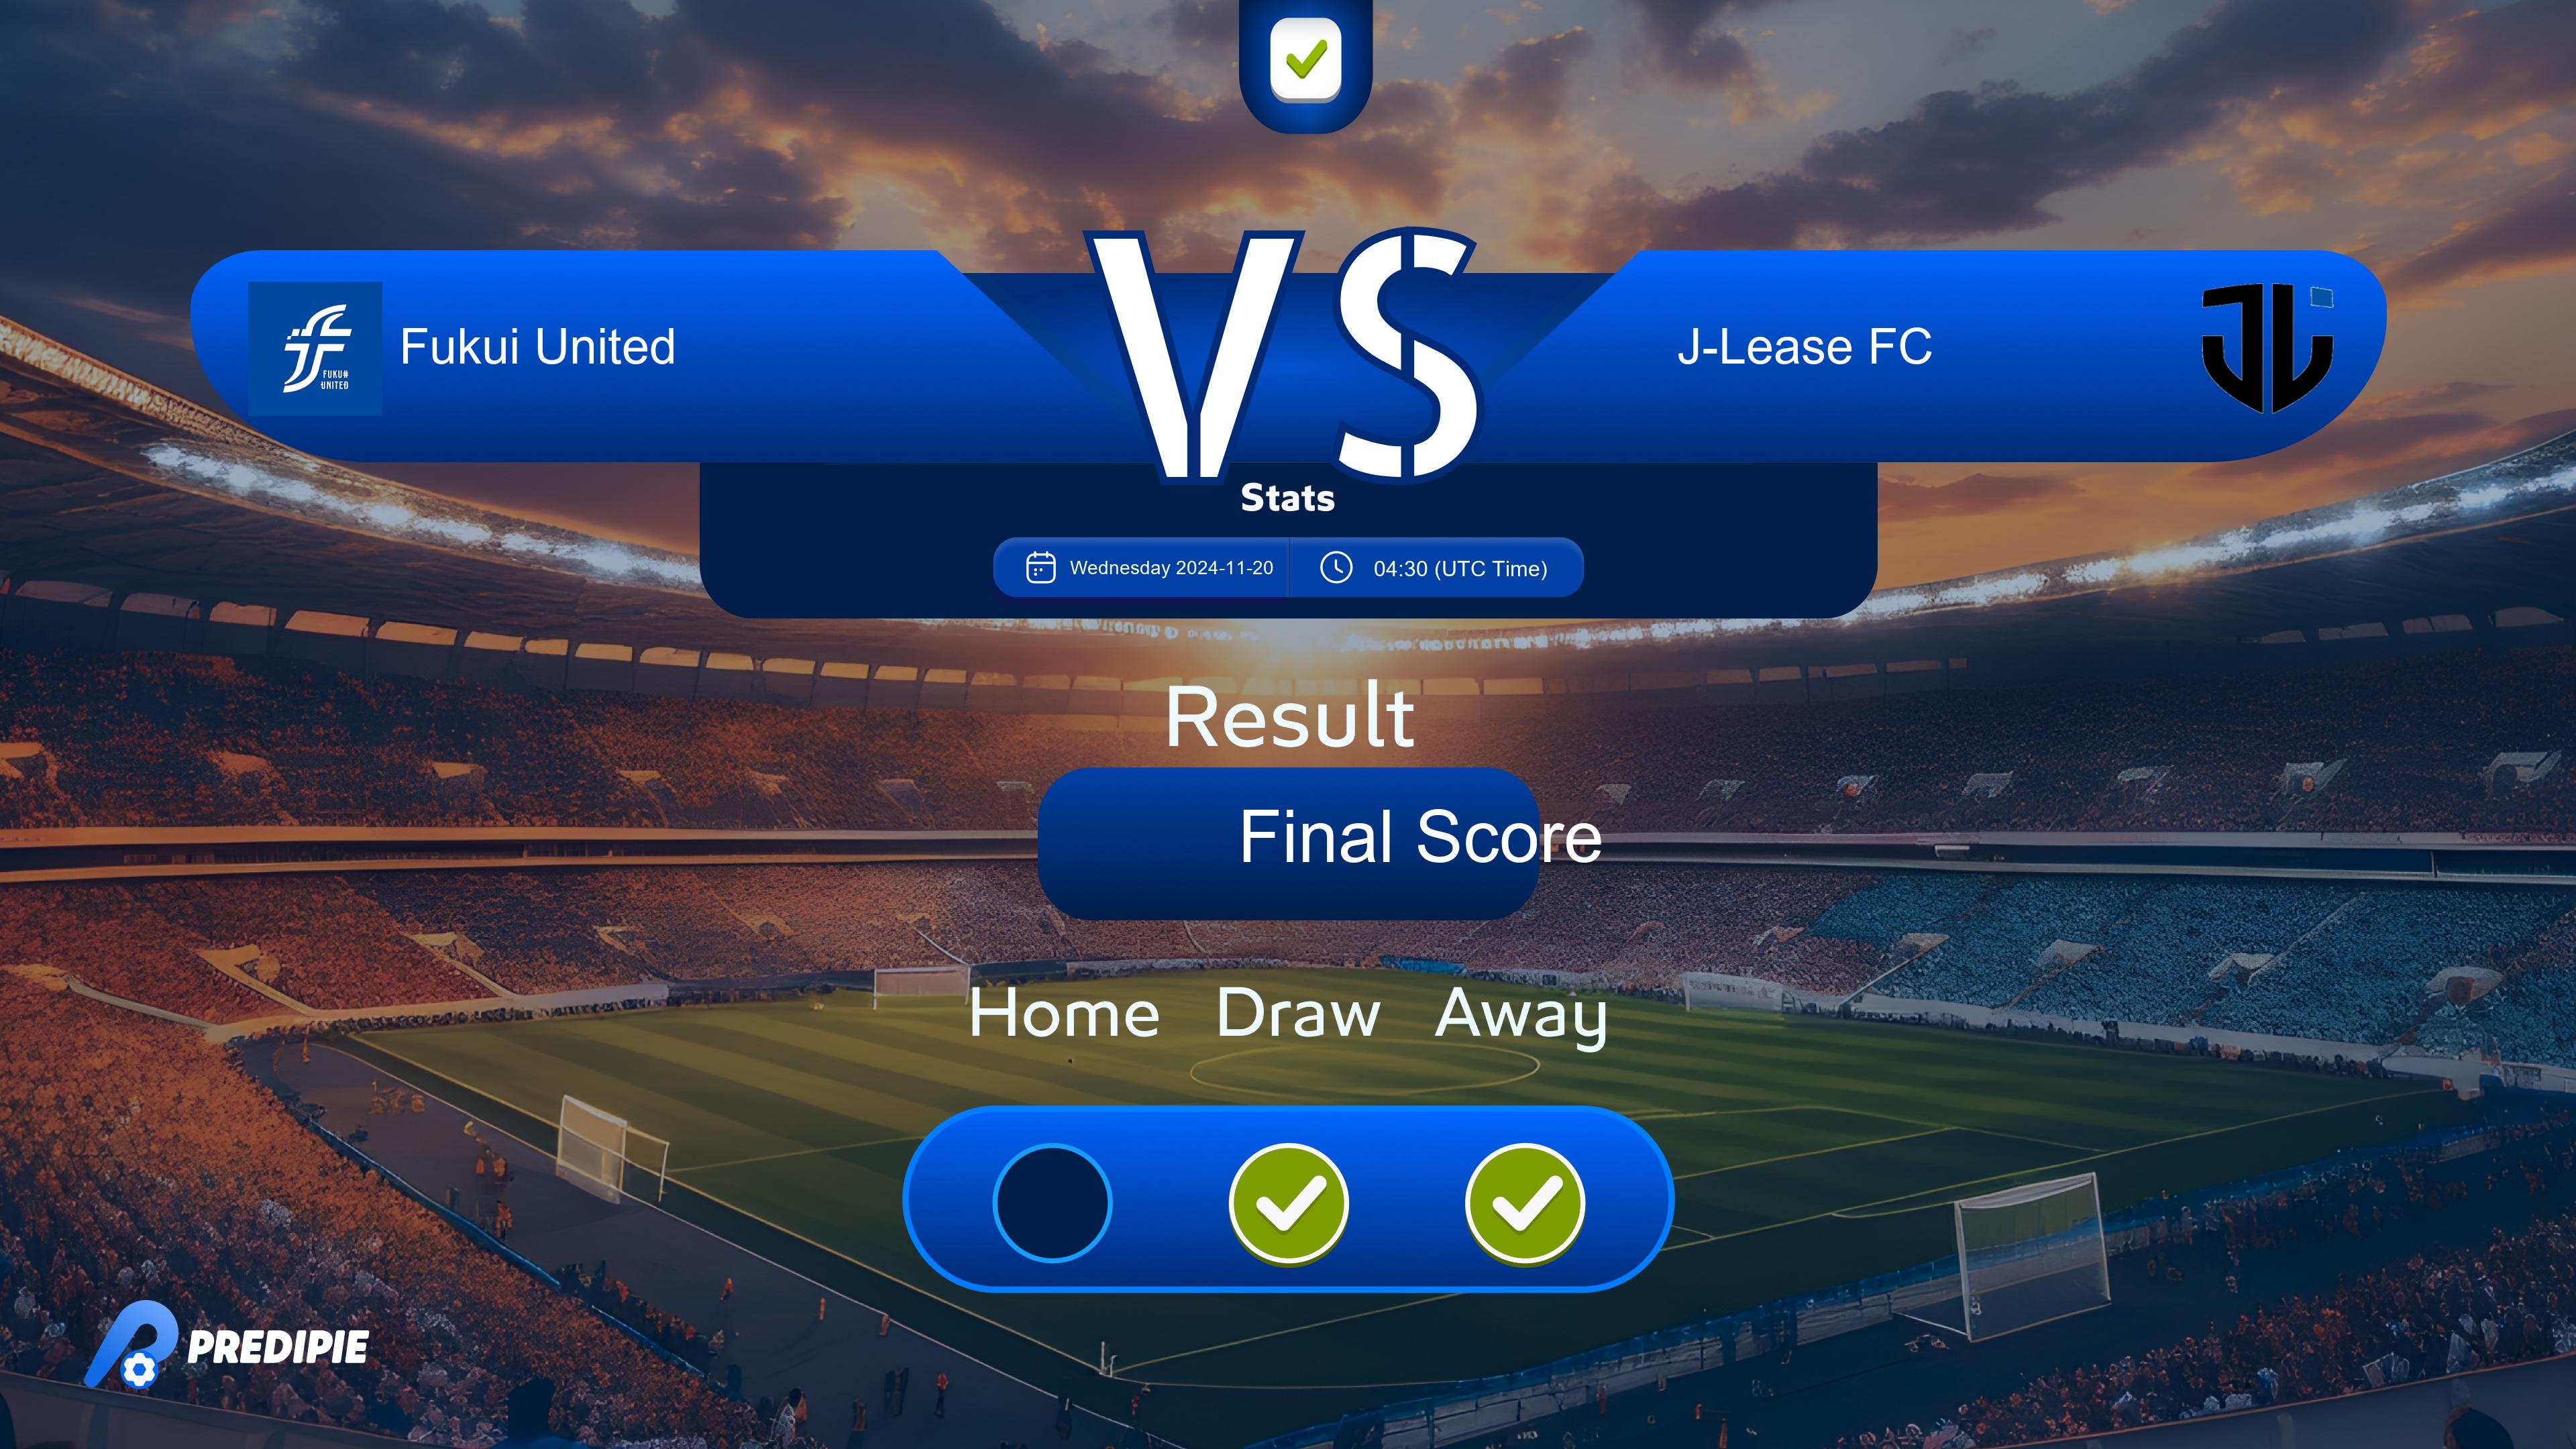 VS
Fukui United
J-Lease FC
FUKUI
UNITED
Stats
Wednesday 2024-11-20
04:30 (UTC Time)
Result
Final Score
Home Draw Away
PREDIPIE